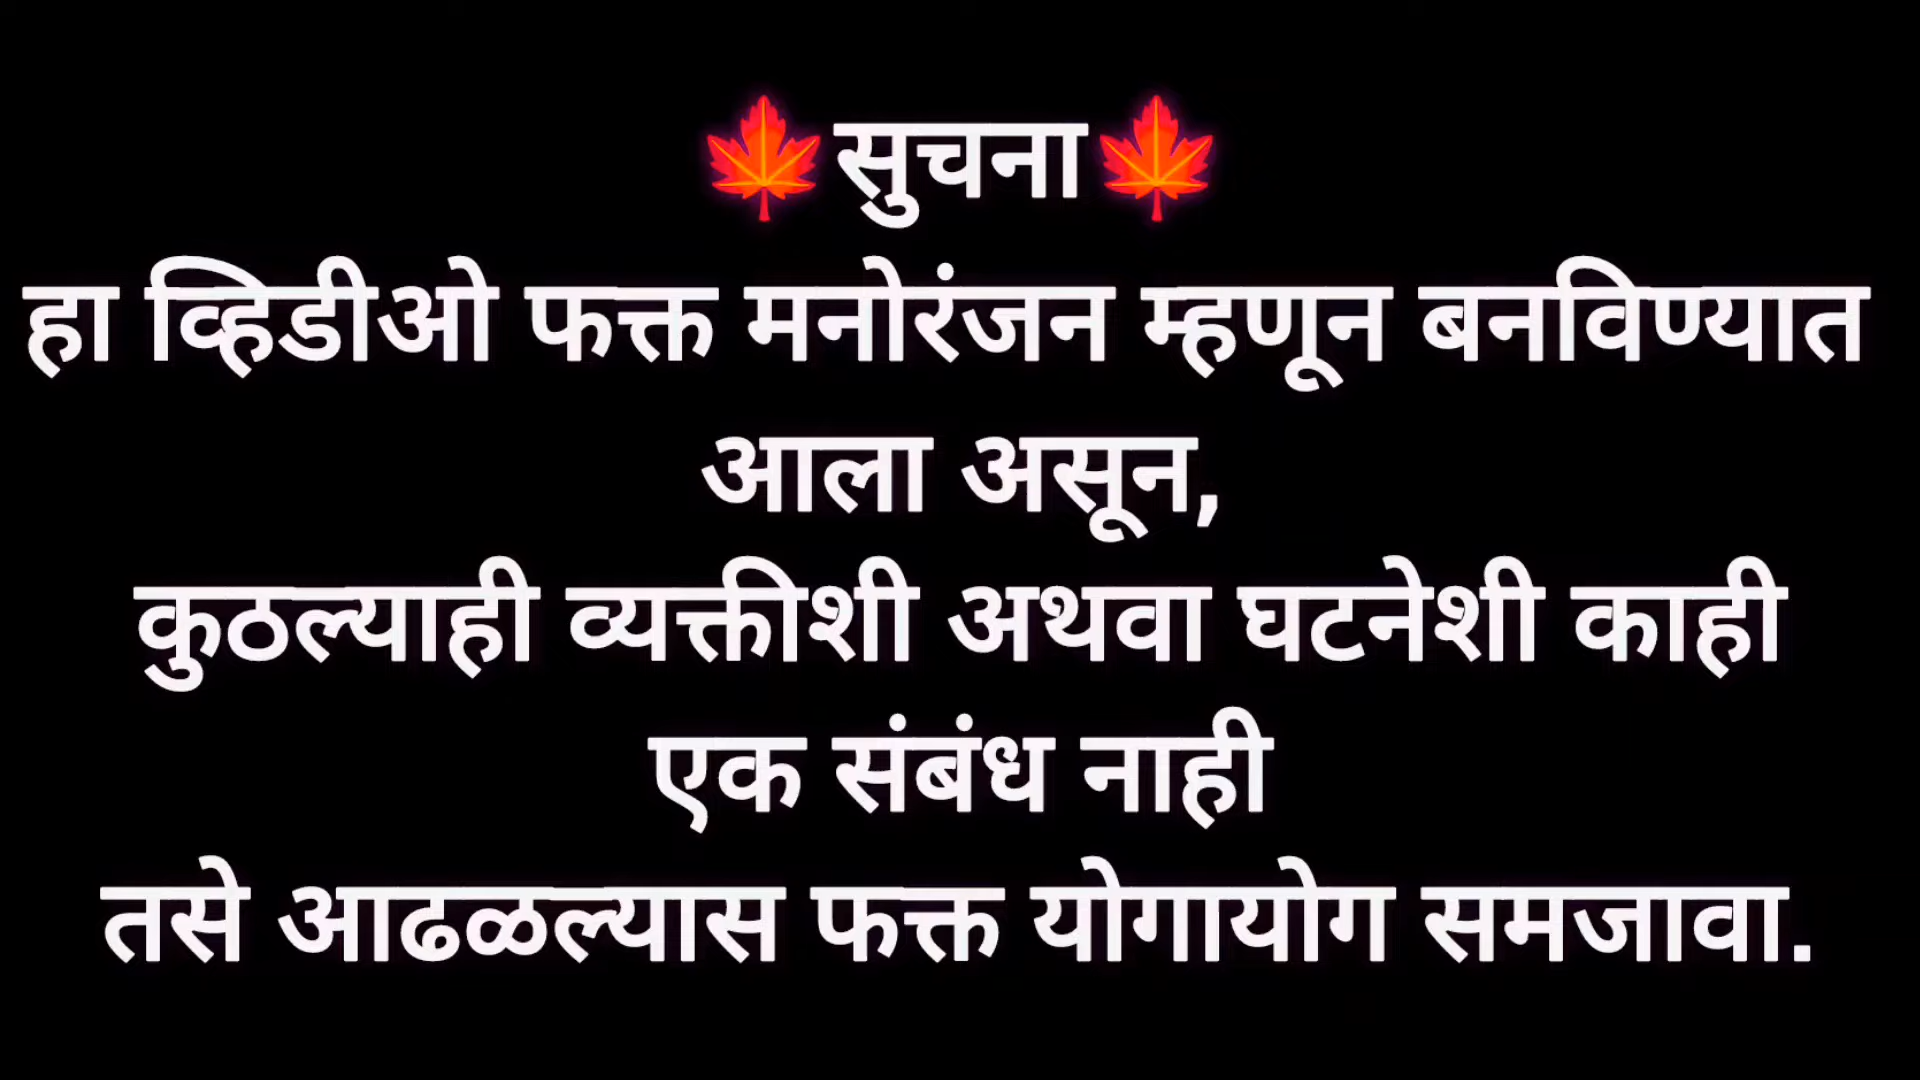 🍁सुचना🍁
हा व्हिडीओ फक्त मनोरंजन म्हणून बनविण्यात
आला असून,
कुठल्याही व्यक्तीशी अथवा घटनेशी काही
एक संबंध नाही
तसे आढळल्यास फक्त योगायोग समजावा.